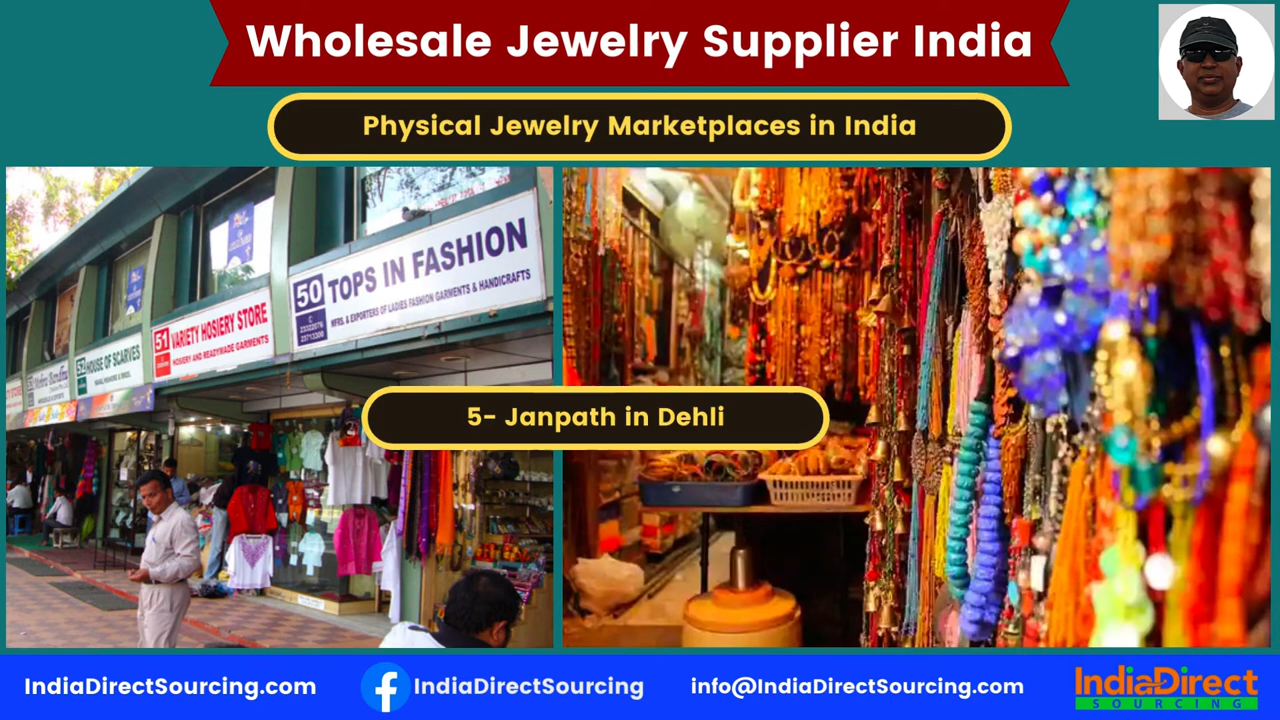 Wholesale Jewelry Supplier India
Physical Jewelry Marketplaces in India
50 TOPS IN FASHION
MFRS. & EXPORTERS OF LADIES FASHION GARMENTS & HANDICRAFTS
51 VARIETY HOSIERY STORE
HOSIERY AND READYMADE GARMENTS
52 HOUSE OF SCARVES
5- Janpath in Dehli
IndiaDirectSourcing.com
f IndiaDirectSourcing
info@IndiaDirectSourcing.com
IndiaDirect
SOURCING